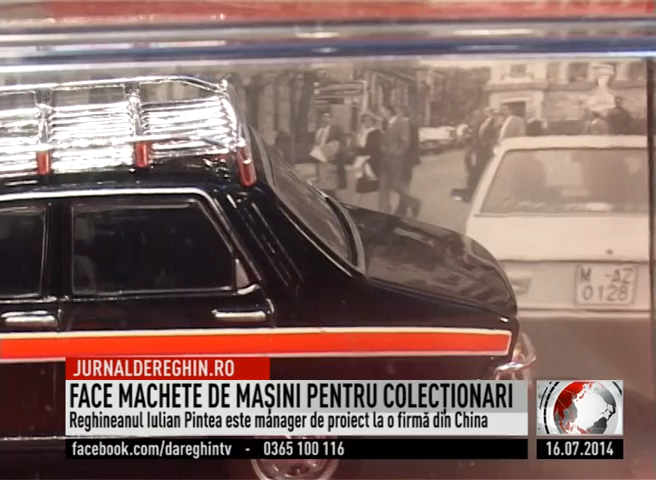 M -AZ
0128
JURNALDEREGHIN.RO
FACE MACHETE DE MAȘINI PENTRU COLECȚIONARI
Reghineanul Iulian Pintea este mânager de proiect la o firmă din China
facebook.com/dareghintv - 0365 100 116
16.07.2014